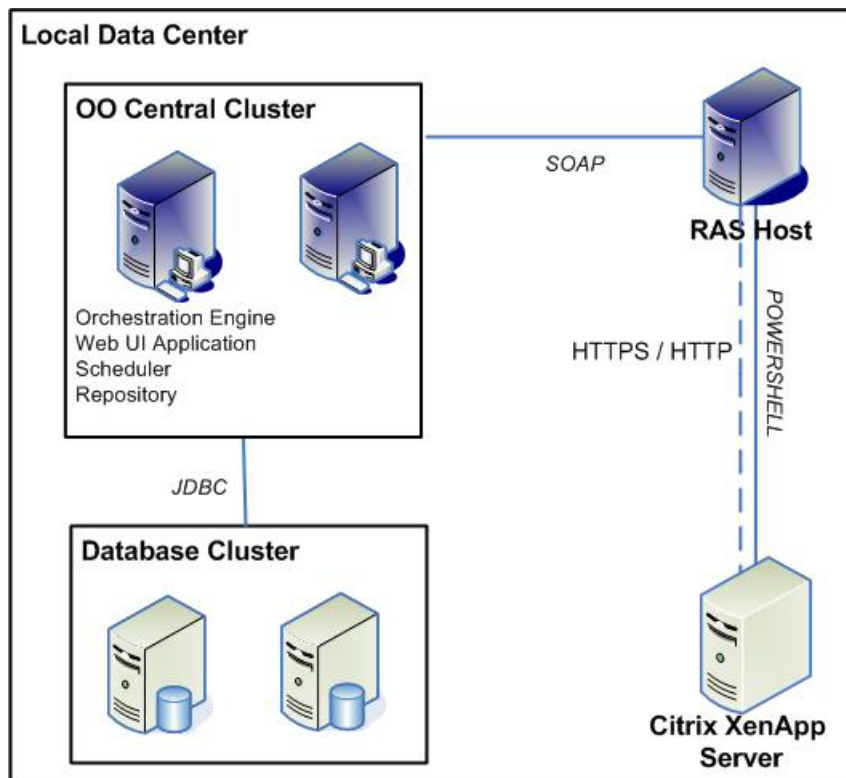 Local Data Center
OO Central Cluster
SOAP
RAS Host
Orchestration Engine
Web UI Application
Scheduler
Repository
HTTPS / HTTP
POWERSHELL
JDBC
Database Cluster
Citrix XenApp
Server